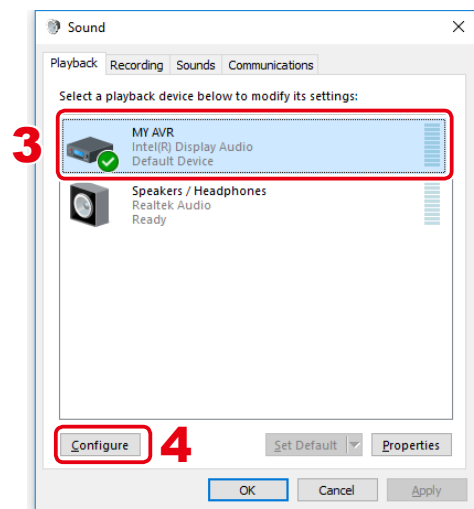 Sound
Playback Recording Sounds Communications
Select a playback device below to modify its settings:
3
MY AVR
Intel(R) Display Audio
Default Device
Speakers / Headphones
Realtek Audio
Ready
Configure 4 Set Default Properties
OK Cancel Apply